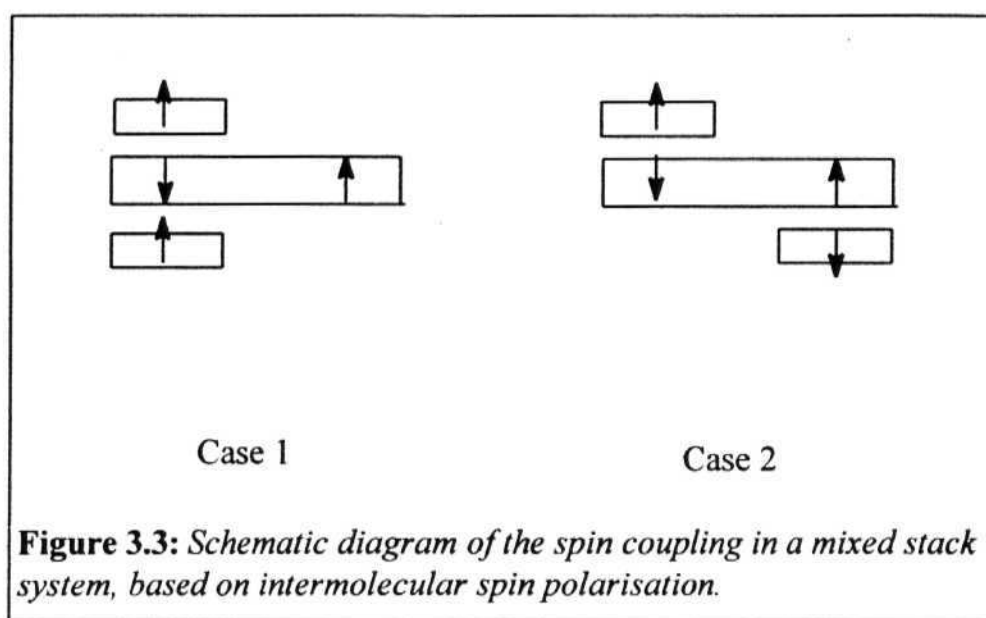 Case 1
Case 2
Figure 3.3: Schematic diagram of the spin coupling in a mixed stack
system, based on intermolecular spin polarisation.